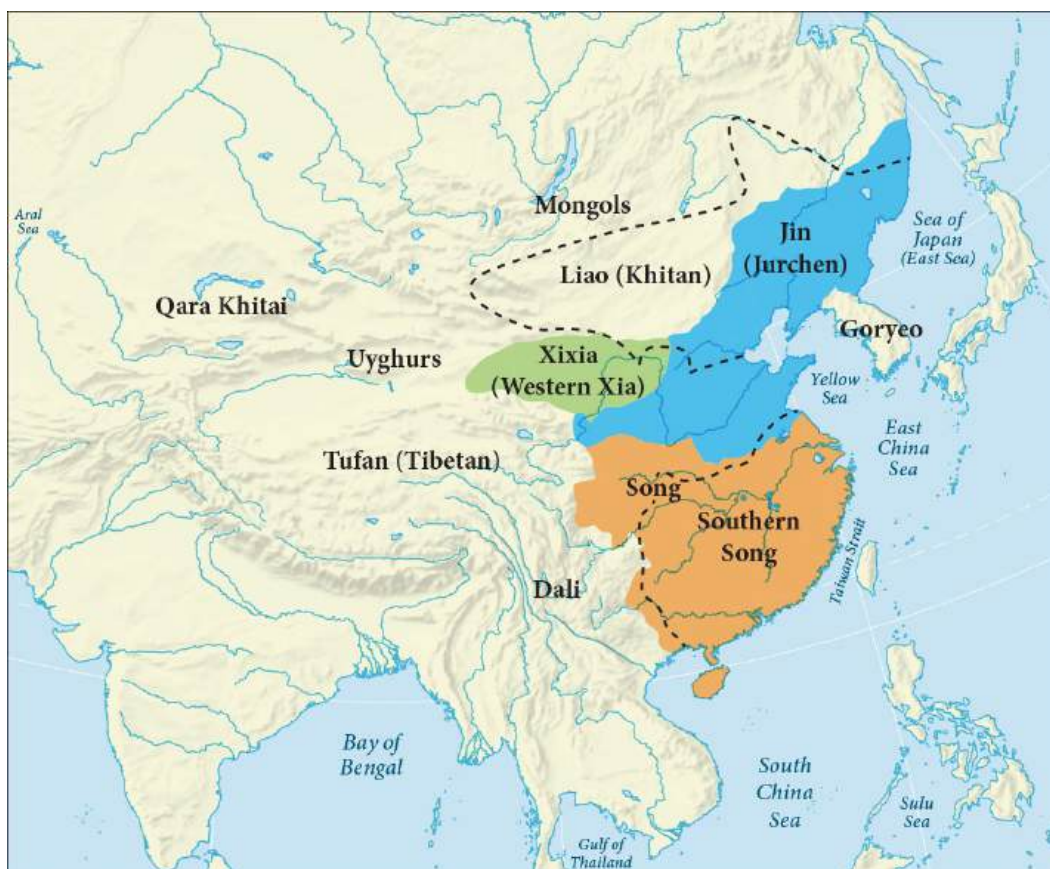 Mongols
Aral
Sea
Jin
(Jurchen)
Sea of
Japan
(East Sea)
Liao (Khitan)
Qara Khitai
Goryeo
Uyghurs
Xixia
(Western Xia)
Yellow
Sea
East
China
Sea
Tufan (Tibetan)
Song
Southern
Song
Taiwan Strait
Dali
Bay of
Bengal
South
China
Sea
Sulu
Sea
Gulf of
Thailand